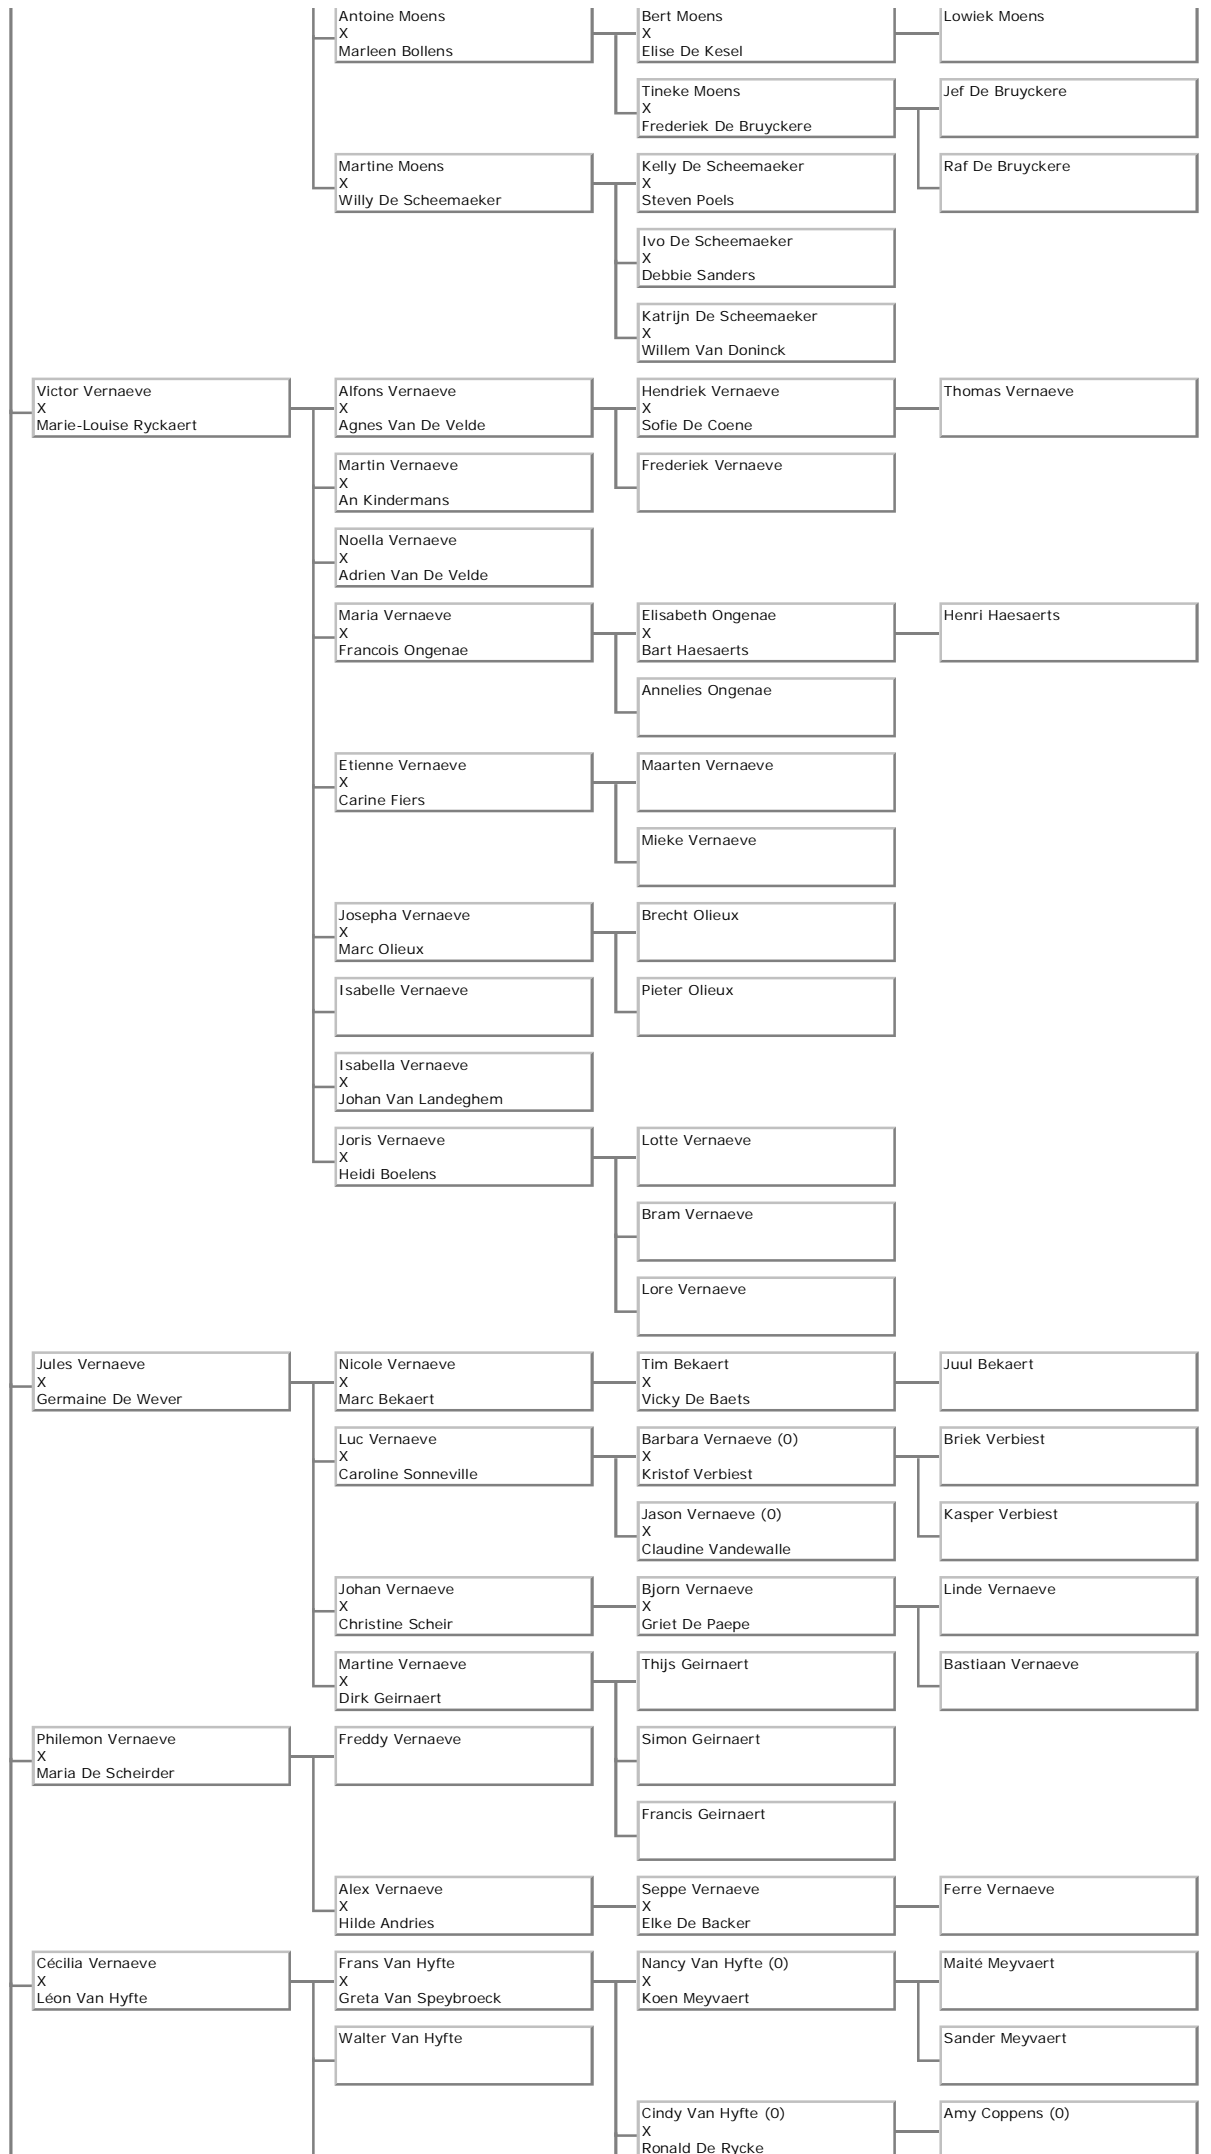 Antoine Moens
X
Marleen Bollens
Bert Moens
X
Elise De Kesel
Lowiek Moens
Tineke Moens
X
Frederiek De Bruyckere
Jef De Bruyckere
Raf De Bruyckere
Martine Moens
X
Willy De Scheemaeker
Kelly De Scheemaeker
X
Steven Poels
Ivo De Scheemaeker
X
Debbie Sanders
Katrijn De Scheemaeker
X
Willem Van Doninck
Victor Vernaeve
X
Marie-Louise Ryckaert
Alfons Vernaeve
X
Agnes Van De Velde
Hendriek Vernaeve
X
Sofie De Coene
Thomas Vernaeve
Frederiek Vernaeve
Martin Vernaeve
X
An Kindermans
Noella Vernaeve
X
Adrien Van De Velde
Maria Vernaeve
X
Francois Ongenae
Elisabeth Ongenae
X
Bart Haesaerts
Henri Haesaerts
Annelies Ongenae
Etienne Vernaeve
X
Carine Fiers
Maarten Vernaeve
Mieke Vernaeve
Josepha Vernaeve
X
Marc Olieux
Brecht Olieux
Pieter Olieux
Isabelle Vernaeve
Isabella Vernaeve
X
Johan Van Landeghem
Joris Vernaeve
X
Heidi Boelens
Lotte Vernaeve
Bram Vernaeve
Lore Vernaeve
Jules Vernaeve
X
Germaine De Wever
Nicole Vernaeve
X
Marc Bekaert
Tim Bekaert
X
Vicky De Baets
Juul Bekaert
Luc Vernaeve
X
Caroline Sonneville
Barbara Vernaeve (0)
X
Kristof Verbiest
Briek Verbiest
Kasper Verbiest
Jason Vernaeve (0)
X
Claudine Vandewalle
Johan Vernaeve
X
Christine Scheir
Bjorn Vernaeve
X
Griet De Paepe
Linde Vernaeve
Bastiaan Vernaeve
Martine Vernaeve
X
Dirk Geirnaert
Thijs Geirnaert
Simon Geirnaert
Francis Geirnaert
Philemon Vernaeve
X
Maria De Scheirder
Freddy Vernaeve
Alex Vernaeve
X
Hilde Andries
Seppe Vernaeve
X
Elke De Backer
Ferre Vernaeve
Cécilia Vernaeve
X
Léon Van Hyfte
Frans Van Hyfte
X
Greta Van Speybroeck
Nancy Van Hyfte (0)
X
Koen Meyvaert
Maité Meyvaert
Sander Meyvaert
Walter Van Hyfte
Cindy Van Hyfte (0)
X
Ronald De Rycke
Amy Coppens (0)